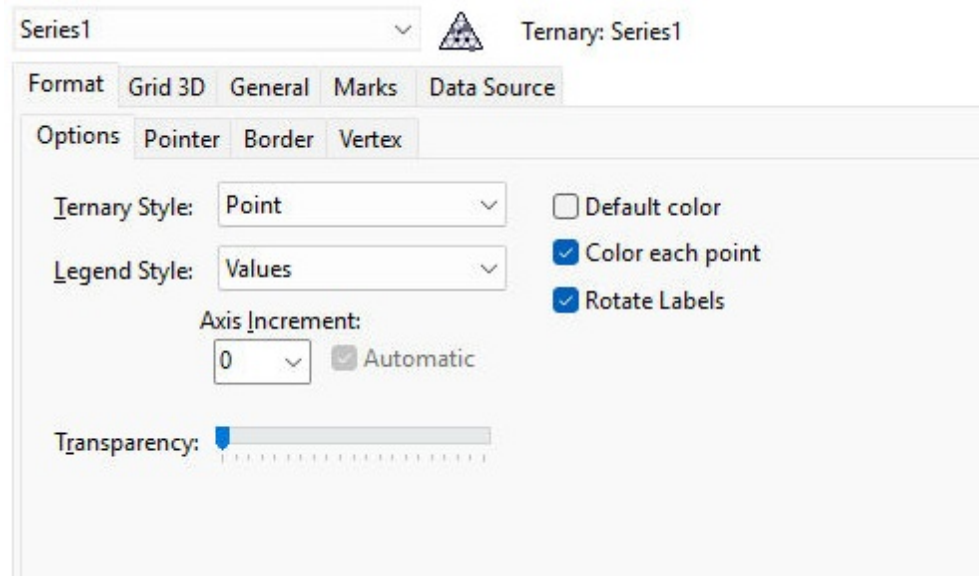 Series1 Ternary: Series1
Format Grid 3D General Marks Data Source
Options Pointer Border Vertex
Ternary Style: Point Default color
Color each point
Legend Style: Values
Rotate Labels
Axis Increment:
0 Automatic
Transparency: